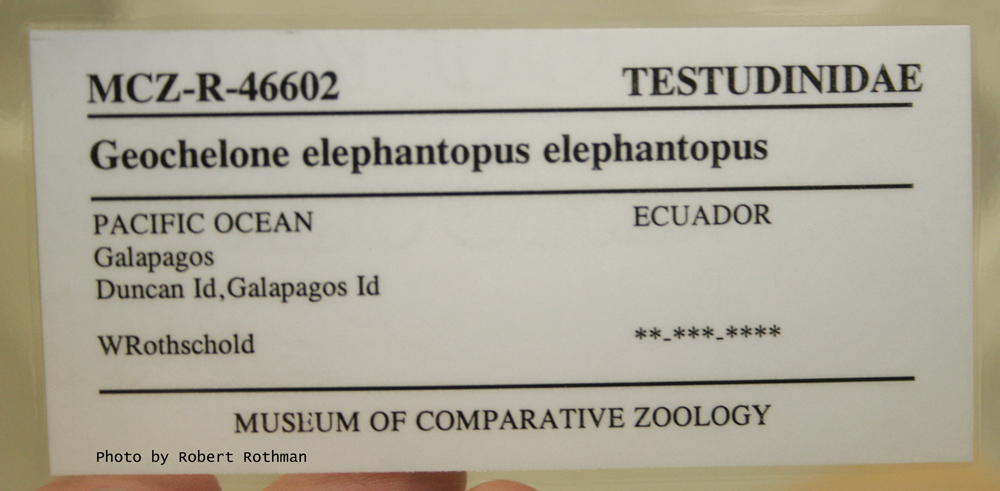 MCZ-R-46602 TESTUDINIDAE
Geochelone elephantopus elephantopus
PACIFIC OCEAN ECUADOR
Galapagos
Duncan Id,Galapagos Id
WRothschold **-***-****
MUSEUM OF COMPARATIVE ZOOLOGY
Photo by Robert Rothman